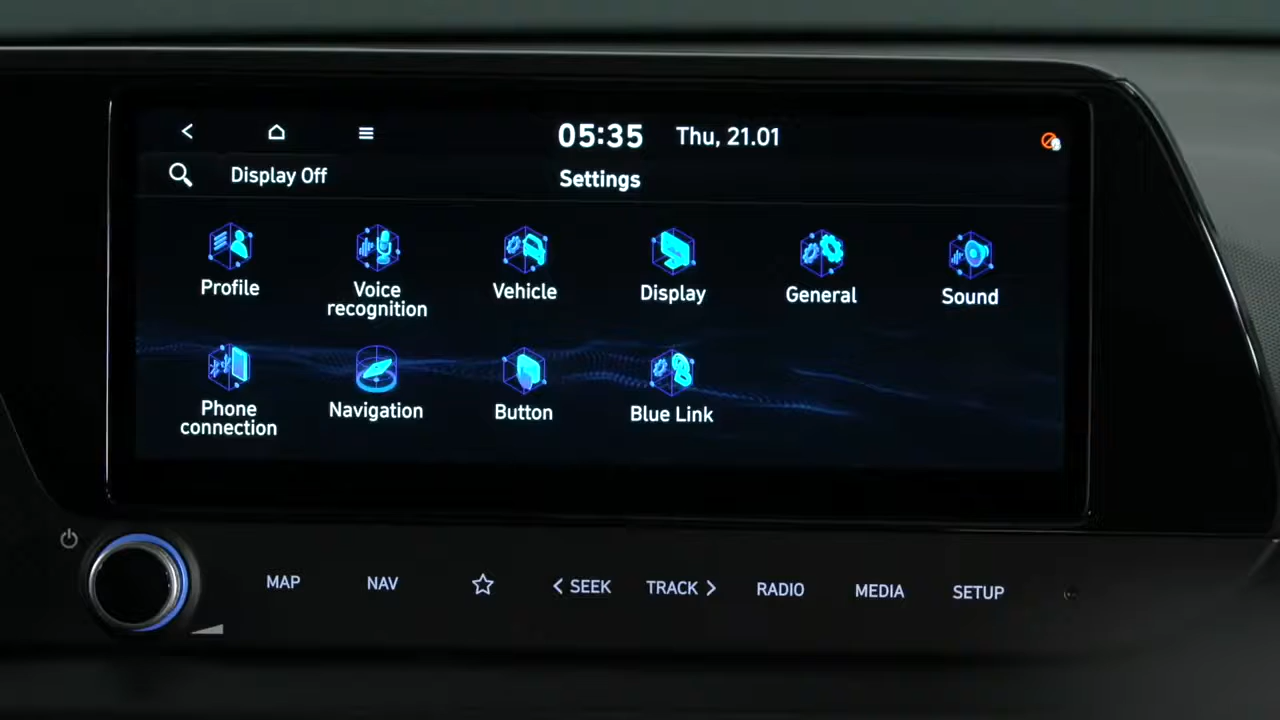 05:35 Thu, 21.01
Display Off
Settings
Profile
Voice
recognition
Vehicle
Display
General
Sound
Phone
connection
Navigation
Button
Blue Link
MAP
NAV
SEEK
TRACK
RADIO
MEDIA
SETUP